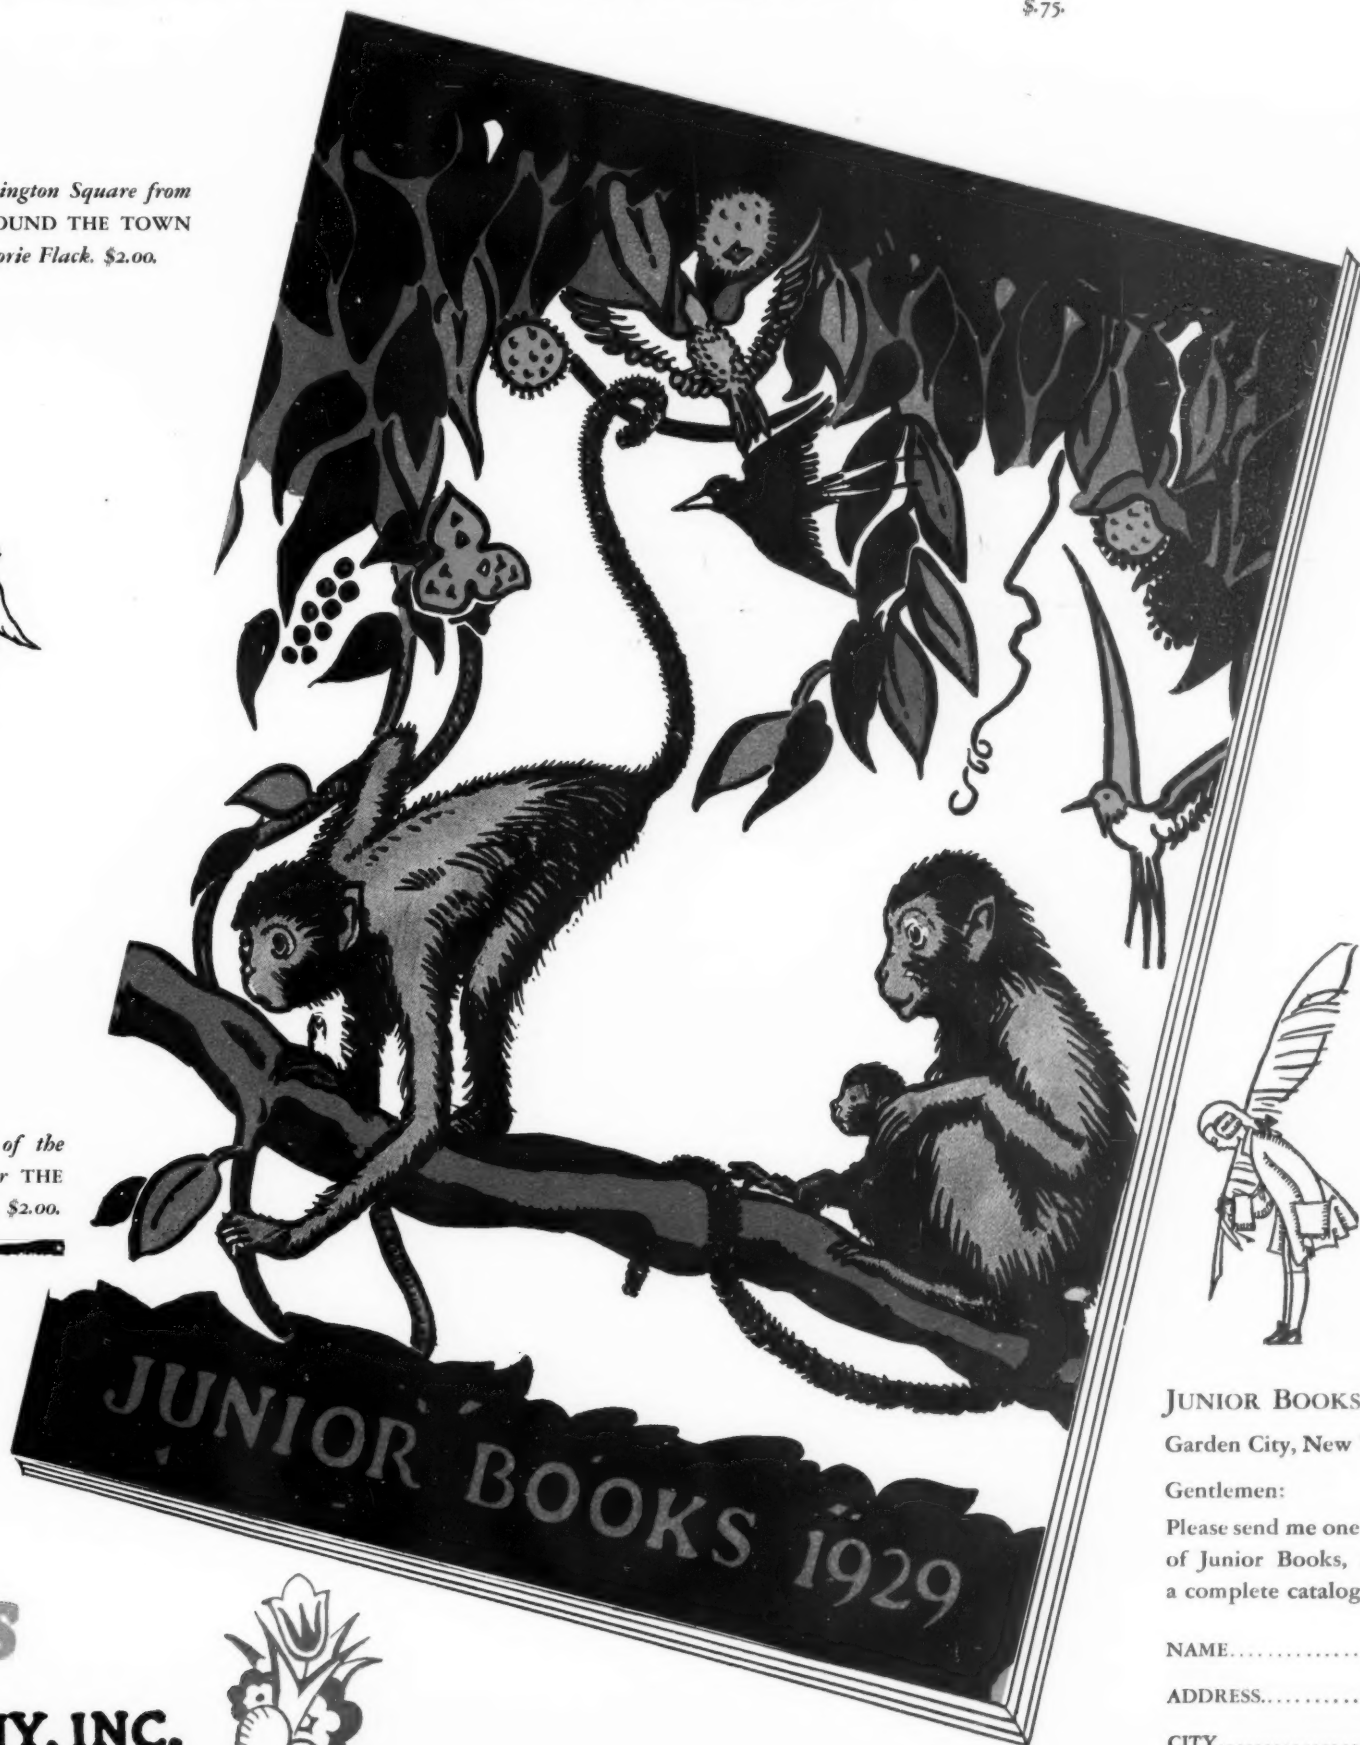 $.75.
ington Square from
OUND THE TOWN
orie Flack. $2.00.
of the
r THE
$2.00.
JUNIOR BOOKS 1929
JUNIOR BOOKS
Garden City, New
Gentlemen:
Please send me one
of Junior Books,
a complete catalog
NAME..............
ADDRESS...........
CITY
S
NY, INC.